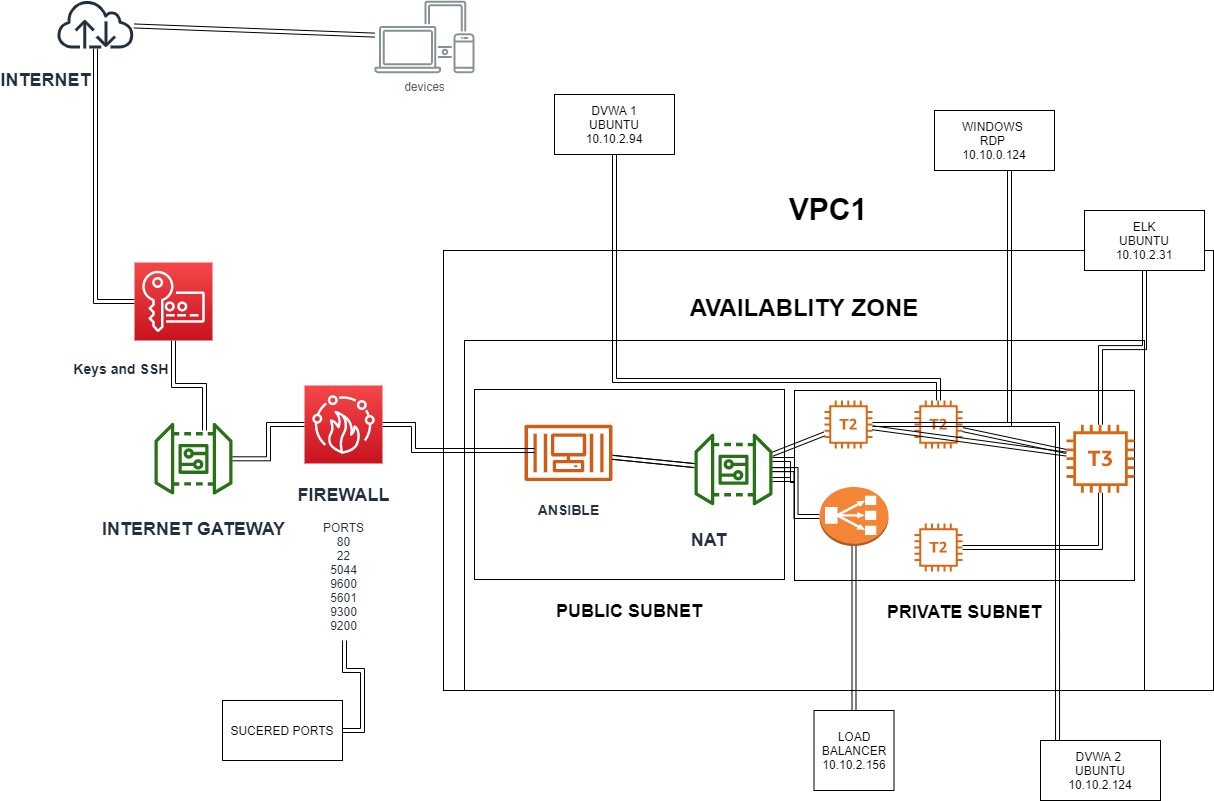 INTERNET
devices
DVWA 1
UBUNTU
10.10.2.94
WINDOWS
RDP
10.10.0.124
VPC1
ELK
UBUNTU
10.10.2.31
AVAILABLITY ZONE
Keys and SSH
T2
T2
T3
FIREWALL
ANSIBLE
INTERNET GATEWAY
NAT
T2
PORTS
80
22
5044
9600
5601
9300
9200
PUBLIC SUBNET
PRIVATE SUBNET
SUCERED PORTS
LOAD
BALANCER
10.10.2.156
DVWA 2
UBUNTU
10.10.2.124